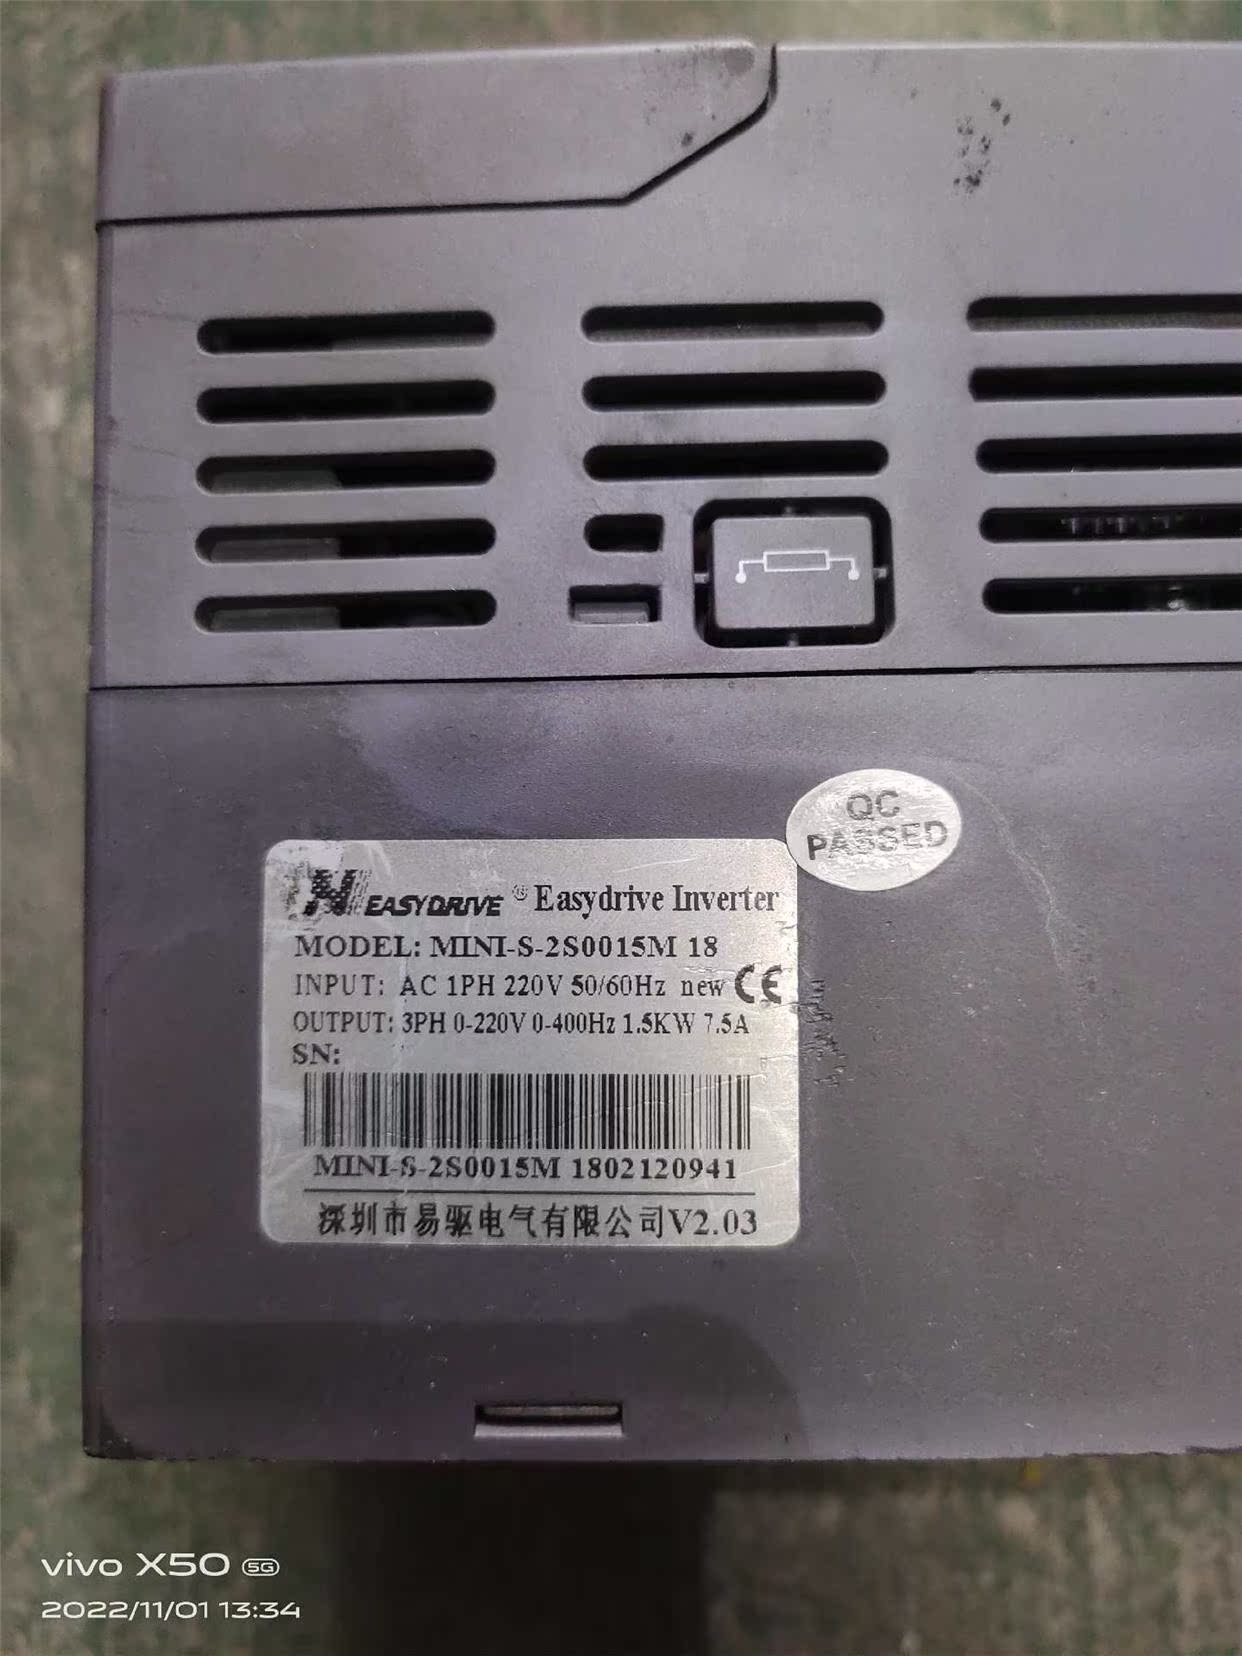 QC
PASSED
EASYDRIVE ® Easydrive Inverter
MODEL: MINI-S-2S0015M 18
INPUT: AC 1PH 220V 50/60Hz new CE
OUTPUT: 3PH 0-220V 0-400Hz 1.5KW 7.5A
SN:
MINI-S-2S0015M 1802120941
深圳市易驱电气有限公司V2.03
vivo X50 5G
2022/11/01 13:34